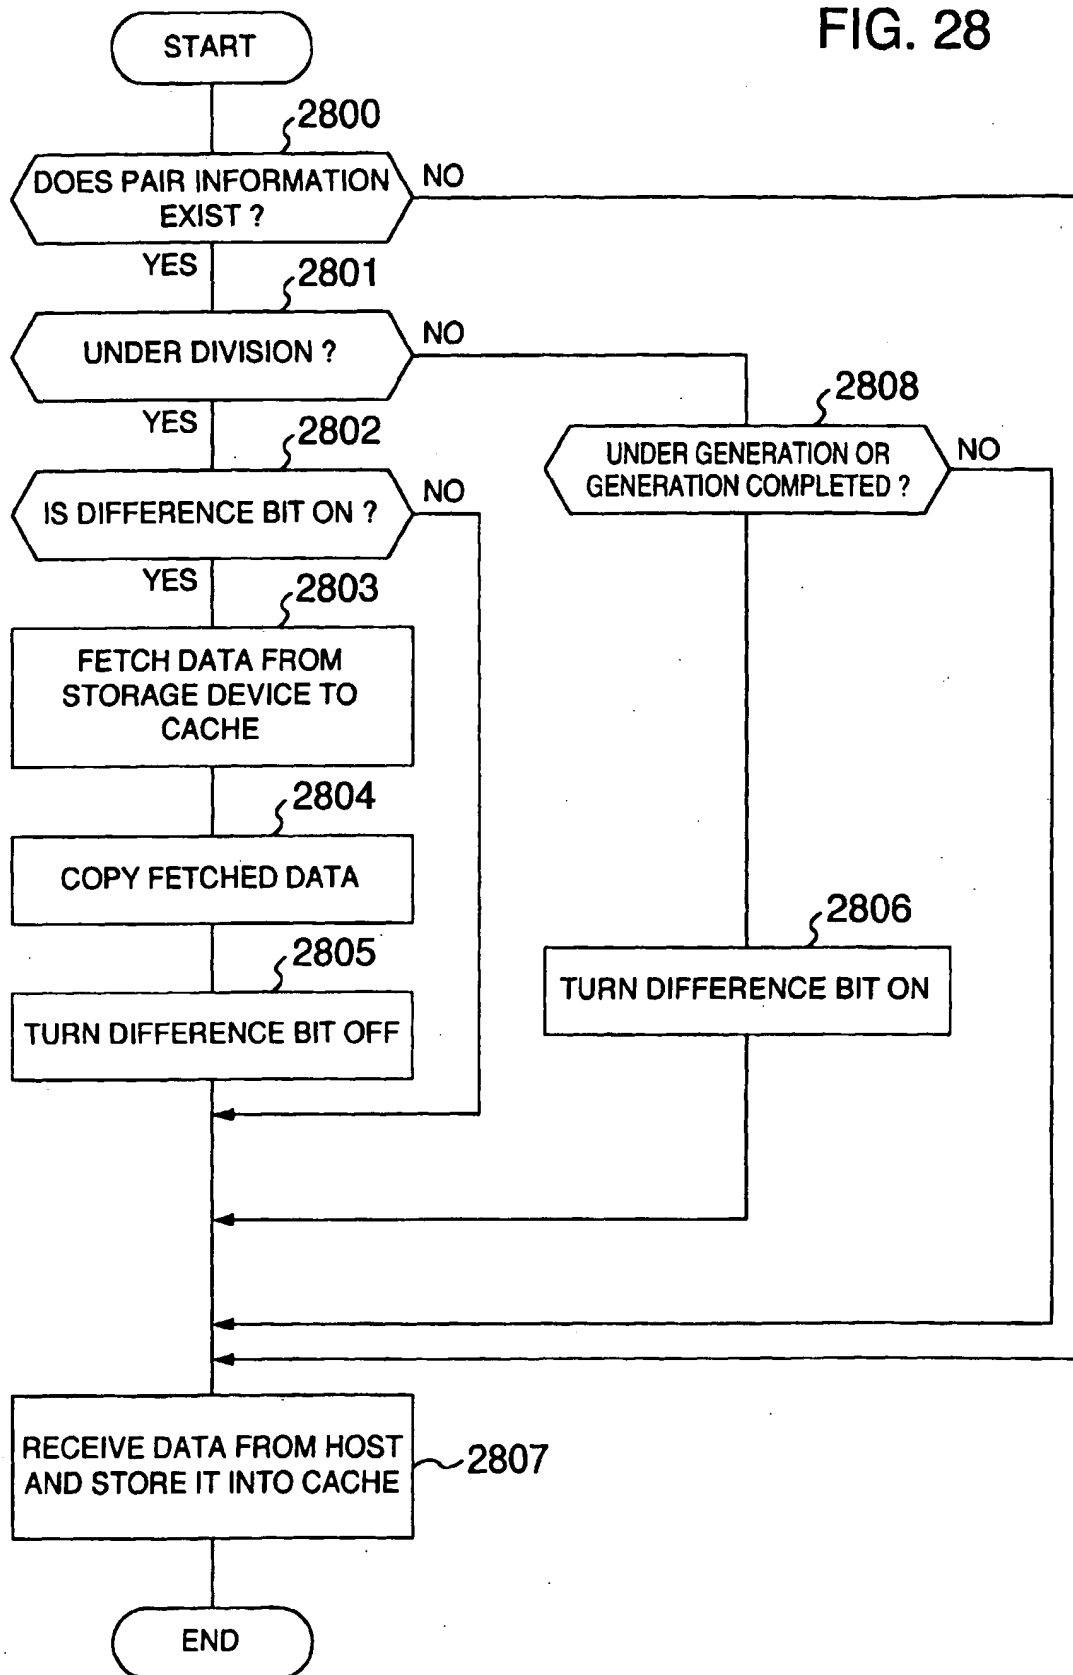 FIG. 28
START
2800
DOES PAIR INFORMATION
EXIST ?
NO
YES
2801
UNDER DIVISION ?
NO
YES
2802
IS DIFFERENCE BIT ON ?
NO
YES
2808
UNDER GENERATION OR
GENERATION COMPLETED ?
NO
2803
FETCH DATA FROM
STORAGE DEVICE TO
CACHE
2804
COPY FETCHED DATA
2805
TURN DIFFERENCE BIT OFF
2806
TURN DIFFERENCE BIT ON
RECEIVE DATA FROM HOST
AND STORE IT INTO CACHE
2807
END